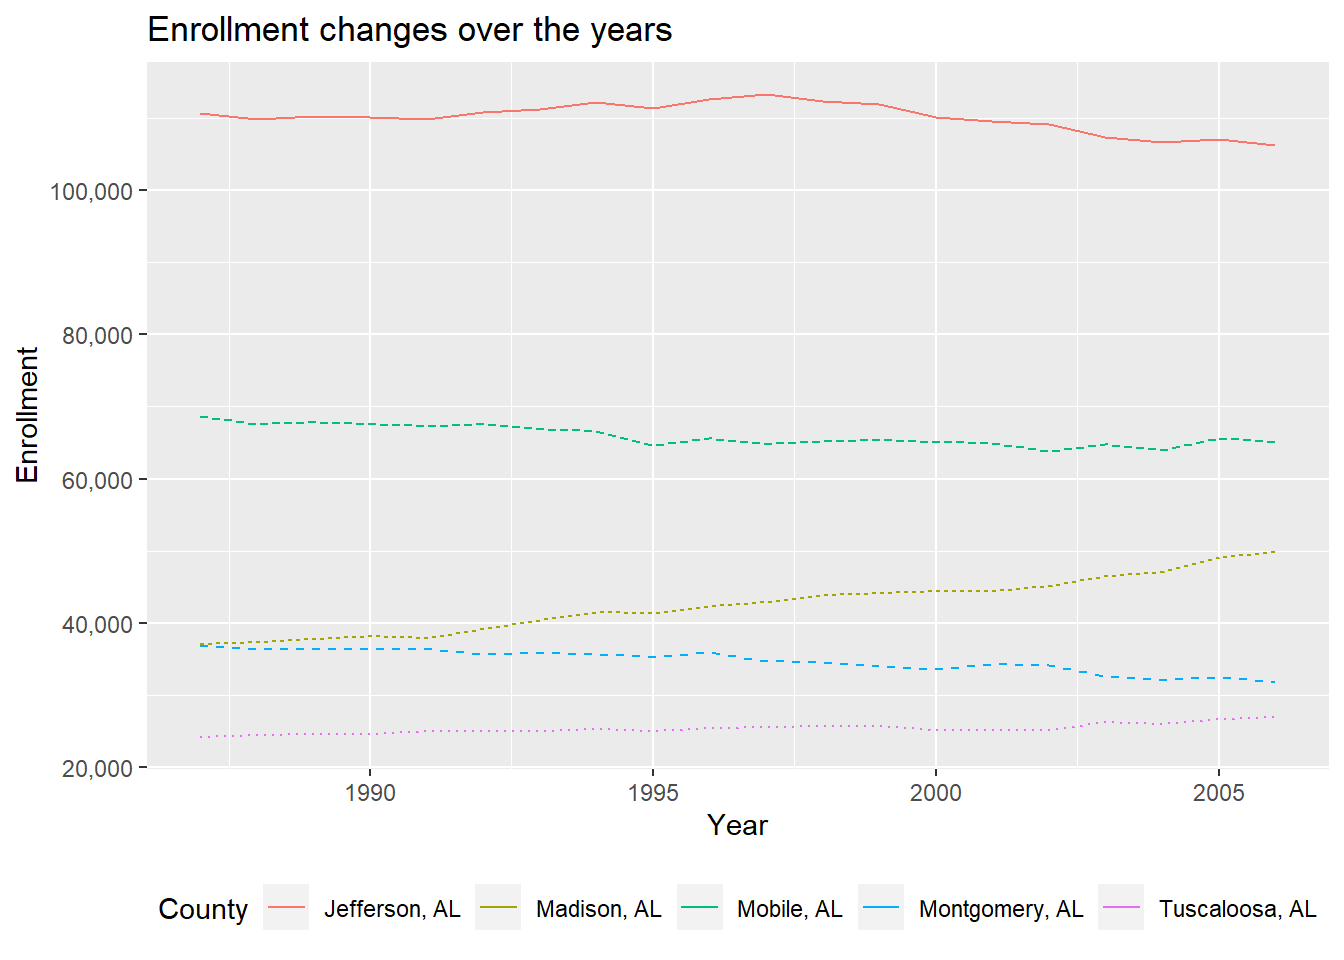 Enrollment changes over the years
Enrollment
100,000
80,000
60,000
40,000
20,000
1990 1995 2000 2005
Year
County Jefferson, AL Madison, AL Mobile, AL Montgomery, AL Tuscaloosa, AL